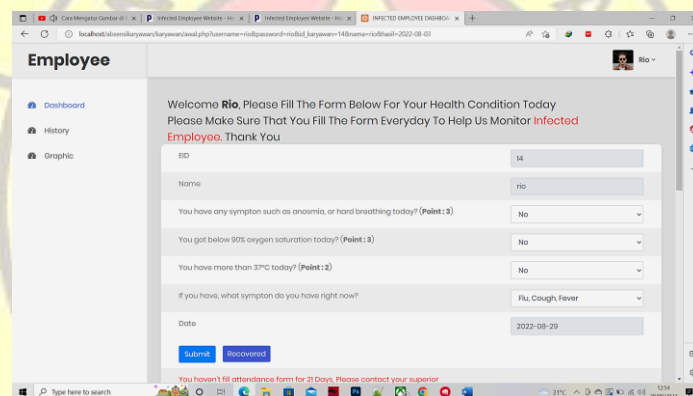 Cara Mengatur Gambar di
Infected Employee Website - Ho
Infected Employee Website - Ho
INFECTED EMPLOYEE DASHBOA
localhost/absensikaryawan/karyawan/awal.php?username=rio&password=rio&id_karyawan=14&nama=rio&hasil=2022-08-03
Employee
Rio
Dashboard
History
Graphic
Welcome Rio, Please Fill The Form Below For Your Health Condition Today
Please Make Sure That You Fill The Form Everyday To Help Us Monitor Infected
Employee. Thank You
EID
14
Name
rio
You have any sympton such as anosmia, or hard breathing today? (Point : 3)
No
You got below 90% oxygen saturation today? (Point : 3)
No
You have more than 37°C today? (Point : 2)
No
If you have, what sympton do you have right now?
Flu, Cough, Fever
Date
2022-08-29
Submit
Recovered
You haven't fill attendance form for 21 Days, Please contact your superior
Type here to search
31°C
12:54